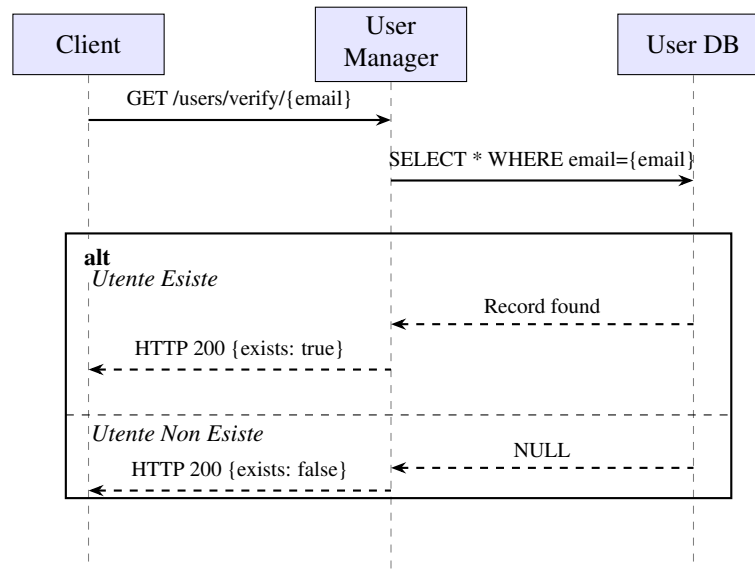 Client
User
Manager
User DB
GET /users/verify/{email}
SELECT * WHERE email={email}
alt
Utente Esiste
Record found
HTTP 200 {exists: true}
Utente Non Esiste
NULL
HTTP 200 {exists: false}